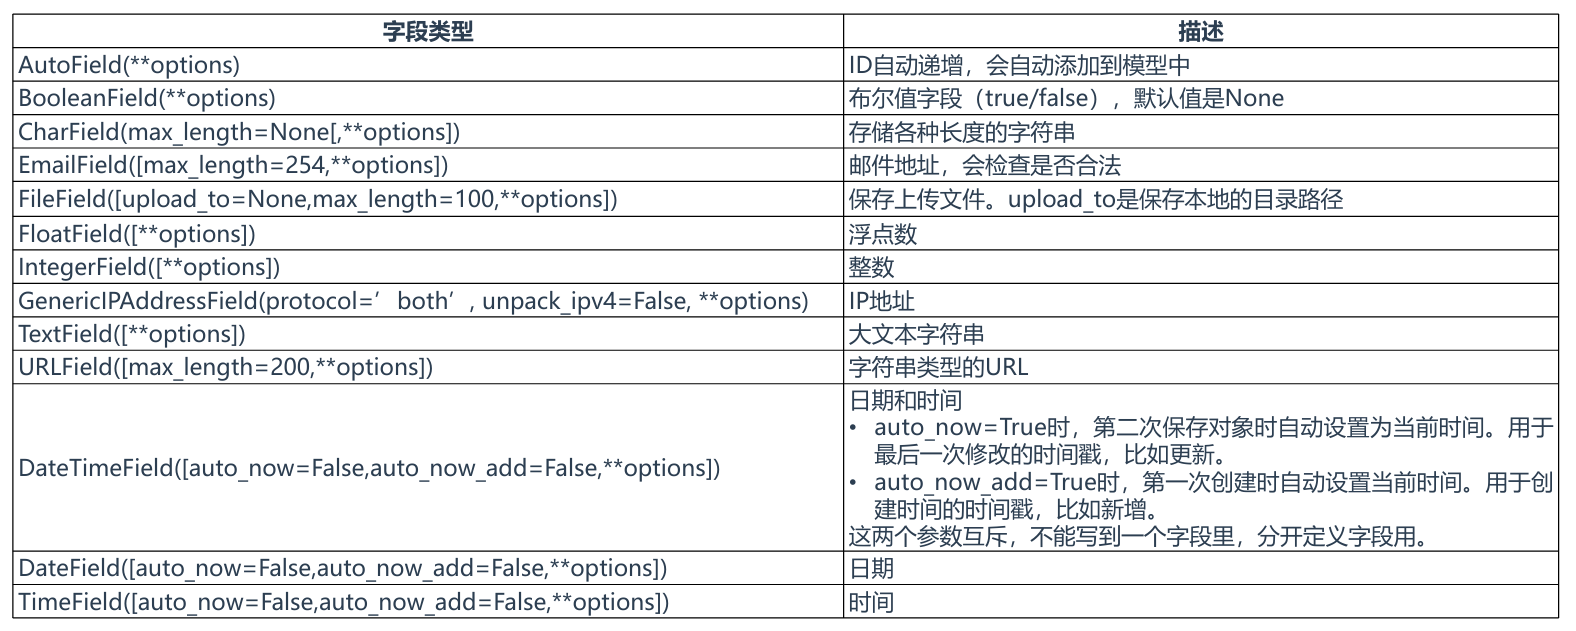 字段类型 描述
AutoField(**options) ID自动递增，会自动添加到模型中
BooleanField(**options) 布尔值字段（true/false），默认值是None
CharField(max_length=None[,**options]) 存储各种长度的字符串
EmailField([max_length=254,**options]) 邮件地址，会检查是否合法
FileField([upload_to=None,max_length=100,**options]) 保存上传文件。upload_to是保存本地的目录路径
FloatField([**options]) 浮点数
IntegerField([**options]) 整数
GenericIPAddressField(protocol=’both’, unpack_ipv4=False, **options) IP地址
TextField([**options]) 大文本字符串
URLField([max_length=200,**options]) 字符串类型的URL
DateTimeField([auto_now=False,auto_now_add=False,**options])
日期和时间
• auto_now=True时，第二次保存对象时自动设置为当前时间。用于
最后一次修改的时间戳，比如更新。
• auto_now_add=True时，第一次创建时自动设置当前时间。用于创
建时间的时间戳，比如新增。
这两个参数互斥，不能写到一个字段里，分开定义字段用。
DateField([auto_now=False,auto_now_add=False,**options]) 日期
TimeField([auto_now=False,auto_now_add=False,**options]) 时间